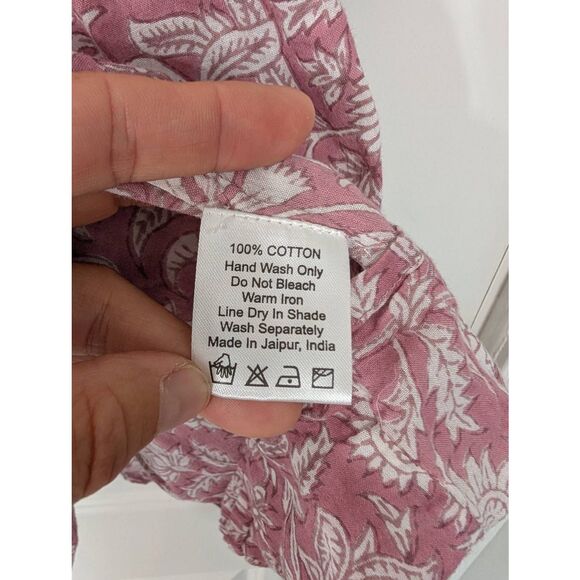 100% COTTON
Hand Wash Only
Do Not Bleach
Warm Iron
Line Dry In Shade
Wash Separately
Made In Jaipur, India